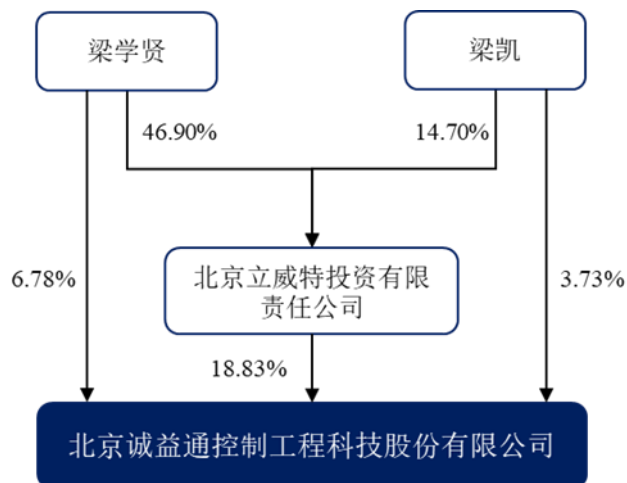 梁学贤
梁凯
46.90%
14.70%
6.78%
北京立威特投资有限
责任公司
3.73%
18.83%
北京诚益通控制工程科技股份有限公司